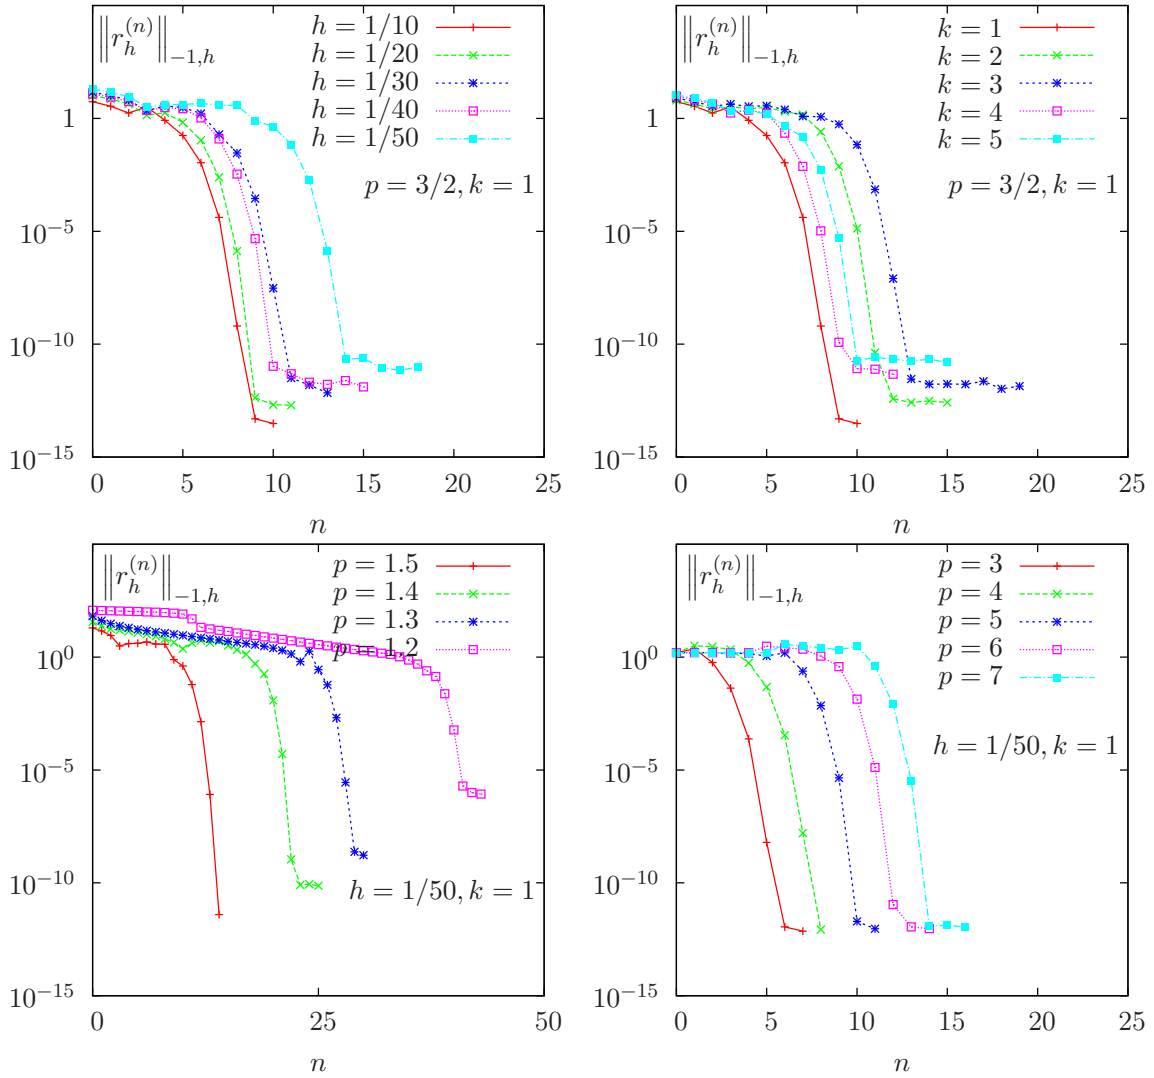 ‖r_h^{(n)}‖_{-1,h}
h = 1/10
h = 1/20
h = 1/30
h = 1/40
h = 1/50
p = 3/2, k = 1
1
10^{-5}
10^{-10}
10^{-15}
0 5 10 15 20 25
n
‖r_h^{(n)}‖_{-1,h}
k = 1
k = 2
k = 3
k = 4
k = 5
p = 3/2, k = 1
1
10^{-5}
10^{-10}
10^{-15}
0 5 10 15 20 25
n
‖r_h^{(n)}‖_{-1,h}
p = 1.5
p = 1.4
p = 1.3
p = 1.2
10^{0}
10^{-5}
10^{-10}
h = 1/50, k = 1
10^{-15}
0 25 50
n
‖r_h^{(n)}‖_{-1,h}
p = 3
p = 4
p = 5
p = 6
p = 7
10^{0}
h = 1/50, k = 1
10^{-5}
10^{-10}
10^{-15}
0 5 10 15 20 25
n